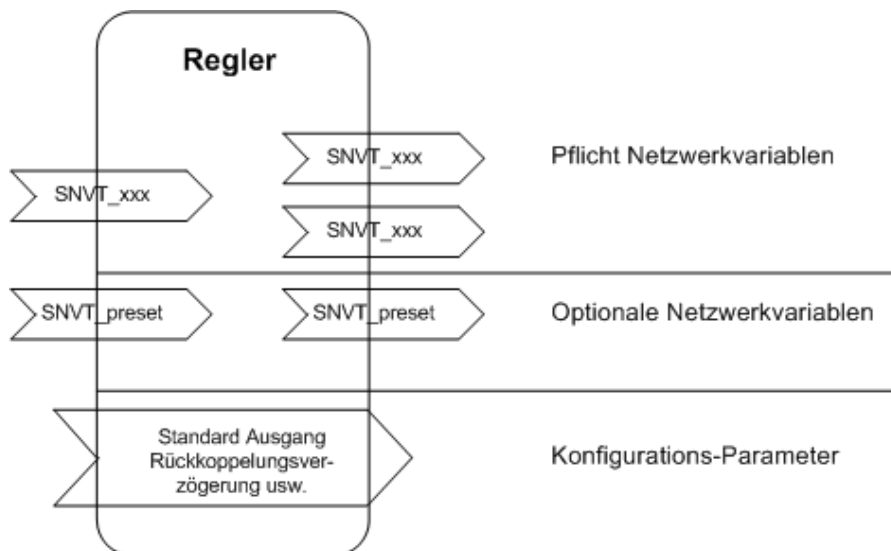 Regler
SNVT_xxx
Pflicht Netzwerkvariablen
SNVT_xxx
SNVT_xxx
SNVT_preset
SNVT_preset
Optionale Netzwerkvariablen
Standard Ausgang
Rückkoppelungsver-
zögerung usw.
Konfigurations-Parameter